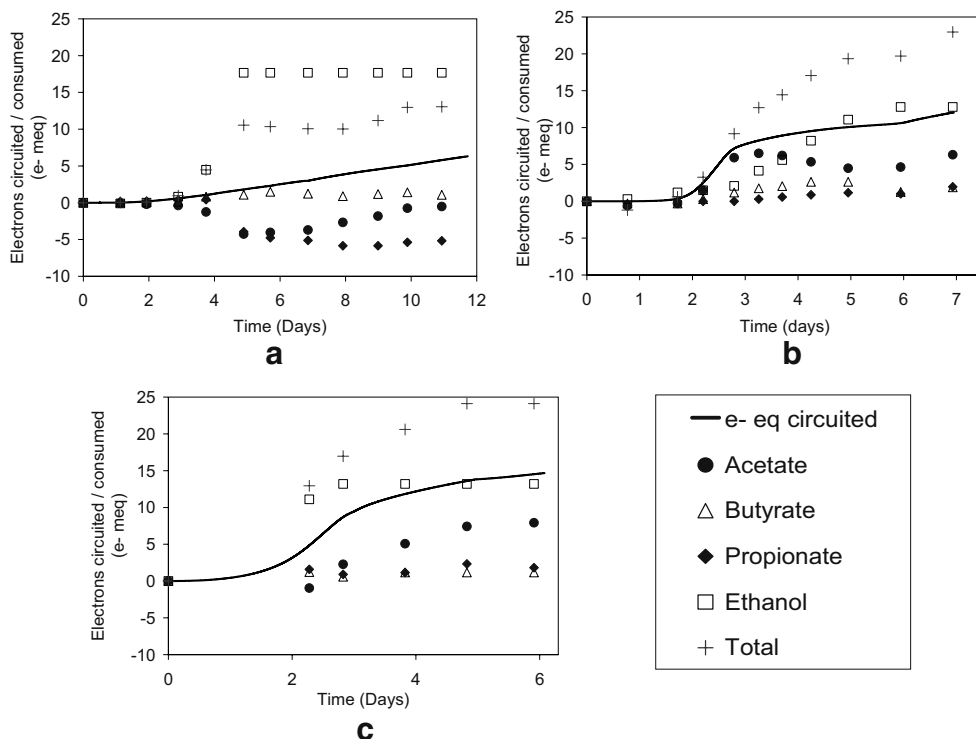 Electrons circuited / consumed
(e- meq)
25
20
15
10
5
0
-5
-10
0 2 4 6 8 10 12
Time (Days)
a
Electrons circuited / consumed
(e- meq)
25
20
15
10
5
0
-5
-10
0 1 2 3 4 5 6 7
Time (days)
b
Electrons circuited / consumed
(e- meq)
25
20
15
10
5
0
-5
-10
0 2 4 6
Time (Days)
c
e- eq circuited
Acetate
Butyrate
Propionate
Ethanol
Total